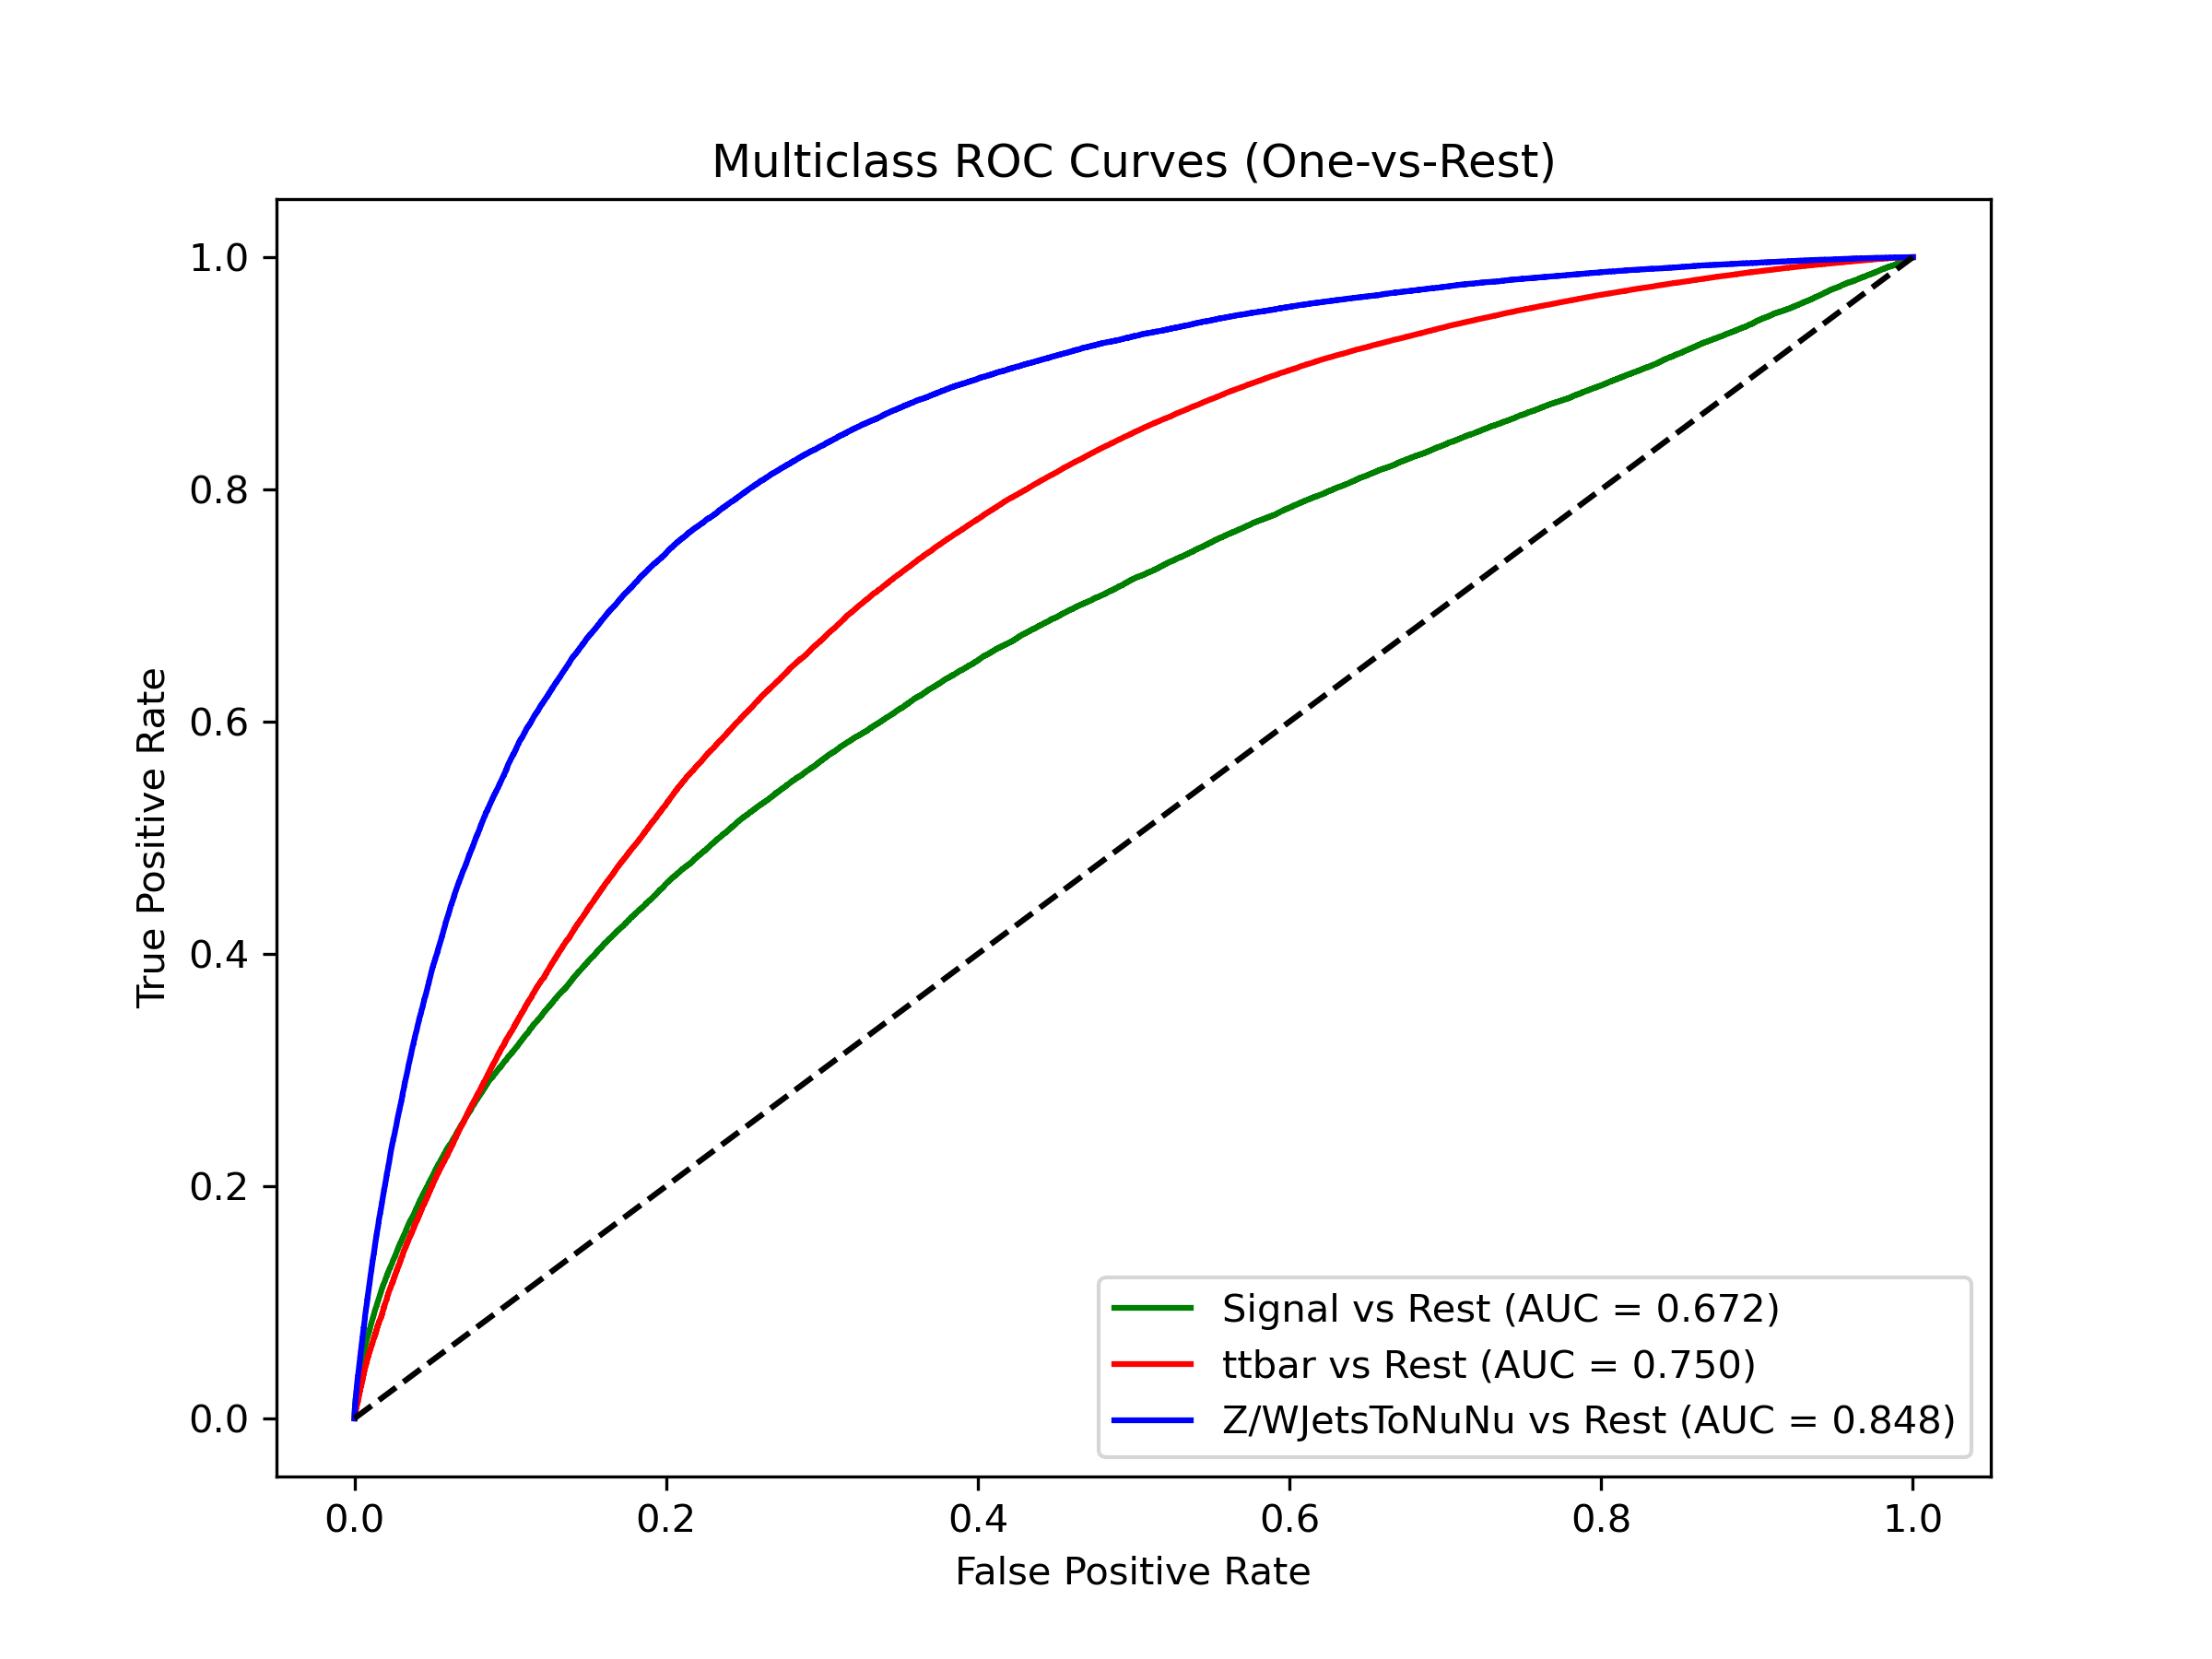 Multiclass ROC Curves (One-vs-Rest)
True Positive Rate
1.0
0.8
0.6
0.4
0.2
0.0
Signal vs Rest (AUC = 0.672)
ttbar vs Rest (AUC = 0.750)
Z/WJetsToNuNu vs Rest (AUC = 0.848)
0.0 0.2 0.4 0.6 0.8 1.0
False Positive Rate